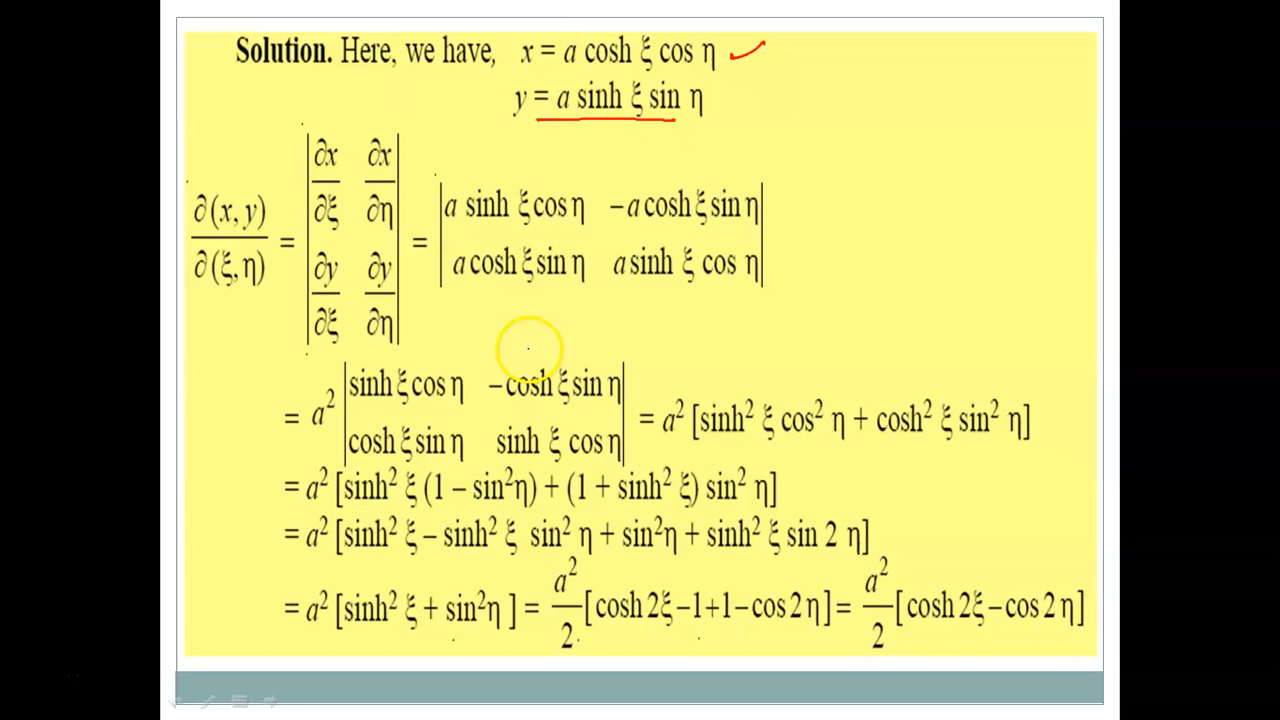 Solution. Here, we have, x = a cosh ξ cos η
y = a sinh ξ sin η
∂(x, y)/∂(ξ, η) = |∂x/∂ξ ∂x/∂η; ∂y/∂ξ ∂y/∂η| = |a sinh ξ cos η −a cosh ξ sin η; a cosh ξ sin η a sinh ξ cos η|
= a² |sinh ξ cos η −cosh ξ sin η; cosh ξ sin η sinh ξ cos η| = a² [sinh² ξ cos² η + cosh² ξ sin² η]
= a² [sinh² ξ (1 – sin²η) + (1 + sinh² ξ) sin² η]
= a² [sinh² ξ – sinh² ξ sin² η + sin²η + sinh² ξ sin 2 η]
= a² [sinh² ξ + sin²η ] = a²/2 [cosh 2ξ −1+1−cos 2η] = a²/2 [cosh 2ξ − cos 2η]